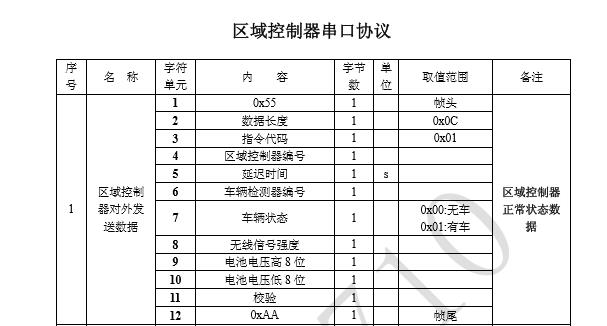 区域控制器串口协议
序号 名 称 字符单元 内 容 字节数 单位 取值范围 备注
1 区域控制器对外发送数据 区域控制器正常状态数据
1 0x55 1 帧头
2 数据长度 1 0x0C
3 指令代码 1 0x01
4 区域控制器编号 1
5 延迟时间 1 s
6 车辆检测器编号 1
7 车辆状态 1 0x00:无车 0x01:有车
8 无线信号强度 1
9 电池电压高 8 位 1
10 电池电压低 8 位 1
11 校验 1
12 0xAA 1 帧尾